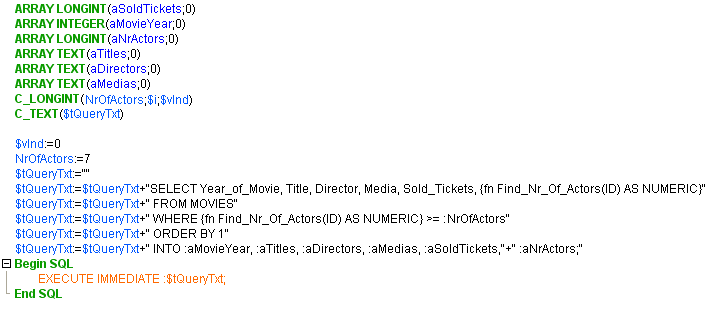 ARRAY LONGINT(aSoldTickets;0)
ARRAY INTEGER(aMovieYear;0)
ARRAY LONGINT(aNrActors;0)
ARRAY TEXT(aTitles;0)
ARRAY TEXT(aDirectors;0)
ARRAY TEXT(aMedias;0)
C_LONGINT(NrOfActors;$i;$vInd)
C_TEXT($tQueryTxt)
$vInd:=0
NrOfActors:=7
$tQueryTxt:=""
$tQueryTxt:=$tQueryTxt+"SELECT Year_of_Movie, Title, Director, Media, Sold_Tickets, {fn Find_Nr_Of_Actors(ID) AS NUMERIC}"
$tQueryTxt:=$tQueryTxt+" FROM MOVIES"
$tQueryTxt:=$tQueryTxt+" WHERE {fn Find_Nr_Of_Actors(ID) AS NUMERIC} >= :NrOfActors"
$tQueryTxt:=$tQueryTxt+" ORDER BY 1"
$tQueryTxt:=$tQueryTxt+" INTO :aMovieYear, :aTitles, :aDirectors, :aMedias, :aSoldTickets,"+" :aNrActors;"
Begin SQL
EXECUTE IMMEDIATE :$tQueryTxt;
End SQL